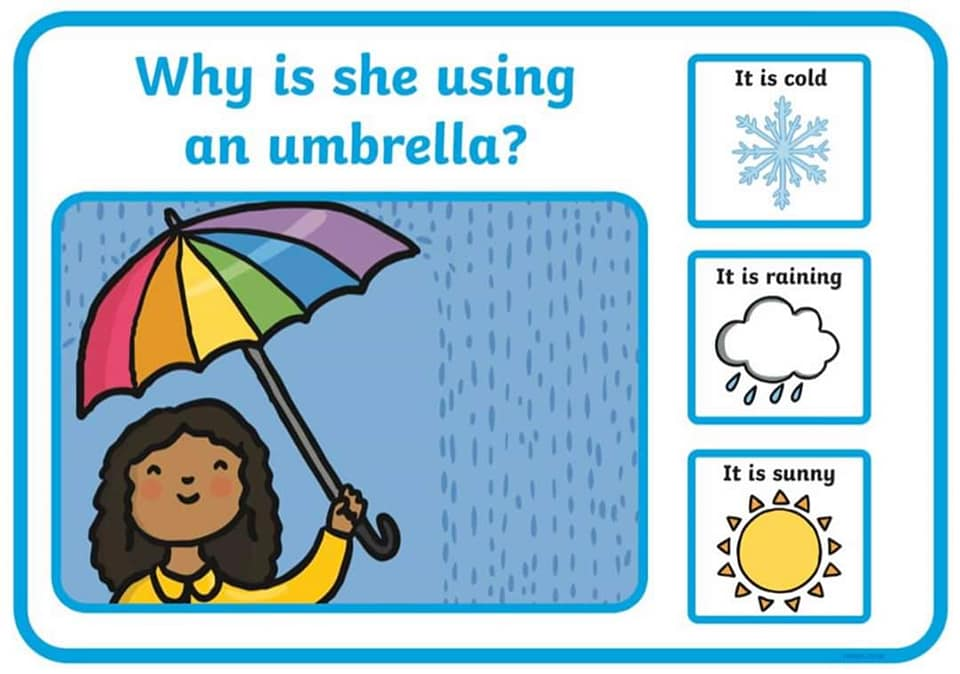 Why is she using
an umbrella?
It is cold
It is raining
It is sunny